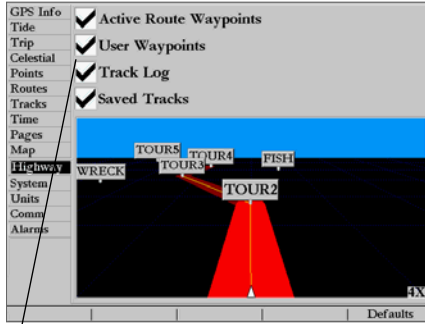 GPS Info
Tide
Trip
Celestial
Points
Routes
Tracks
Time
Pages
Map
Highway
System
Units
Comm
Alarms
Active Route Waypoints
User Waypoints
Track Log
Saved Tracks
TOUR5
TOUR4
TOUR3
FISH
WRECK
TOUR2
4X
Defaults